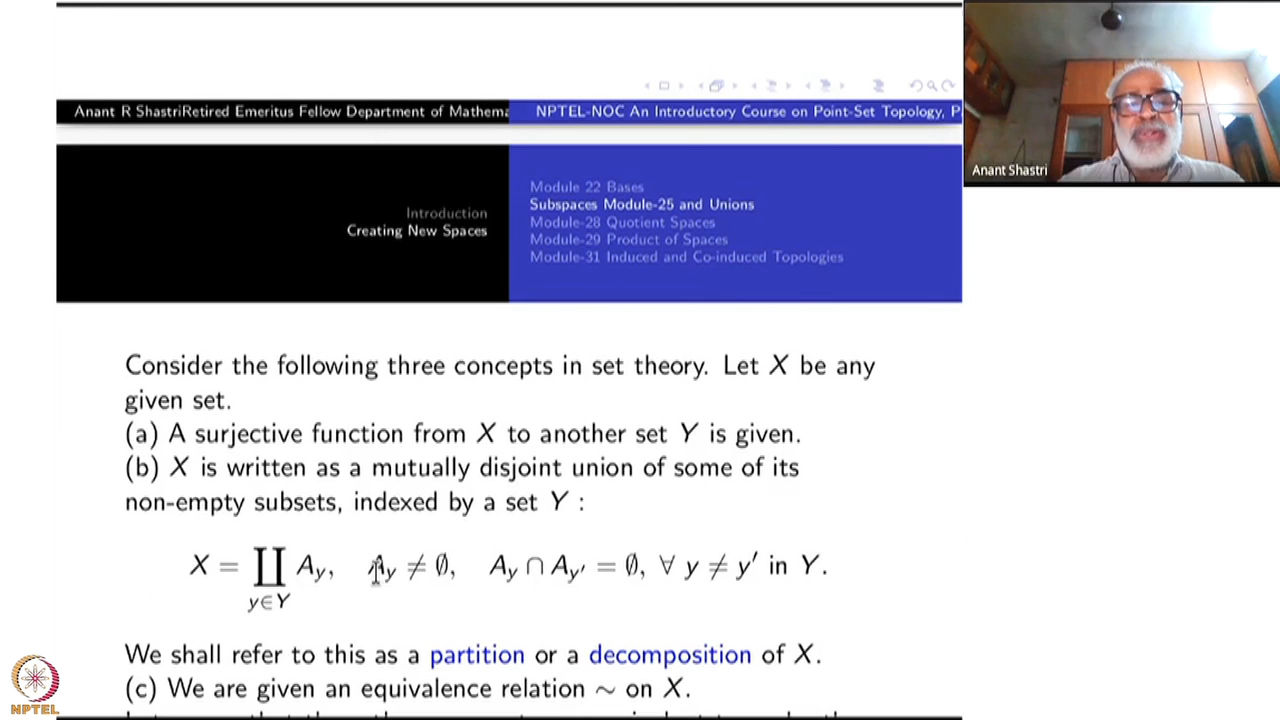 Anant R ShastriRetired Emeritus Fellow Department of Mathema
NPTEL-NOC An Introductory Course on Point-Set Topology, P
Anant Shastri
Introduction
Creating New Spaces
Module 22 Bases
Subspaces Module-25 and Unions
Module-28 Quotient Spaces
Module-29 Product of Spaces
Module-31 Induced and Co-induced Topologies
Consider the following three concepts in set theory. Let X be any
given set.
(a) A surjective function from X to another set Y is given.
(b) X is written as a mutually disjoint union of some of its
non-empty subsets, indexed by a set Y :
X = ∐_{y∈Y} A_y, A_y ≠ ∅, A_y ∩ A_{y′} = ∅, ∀ y ≠ y′ in Y.
We shall refer to this as a partition or a decomposition of X.
(c) We are given an equivalence relation ∼ on X.
NPTEL